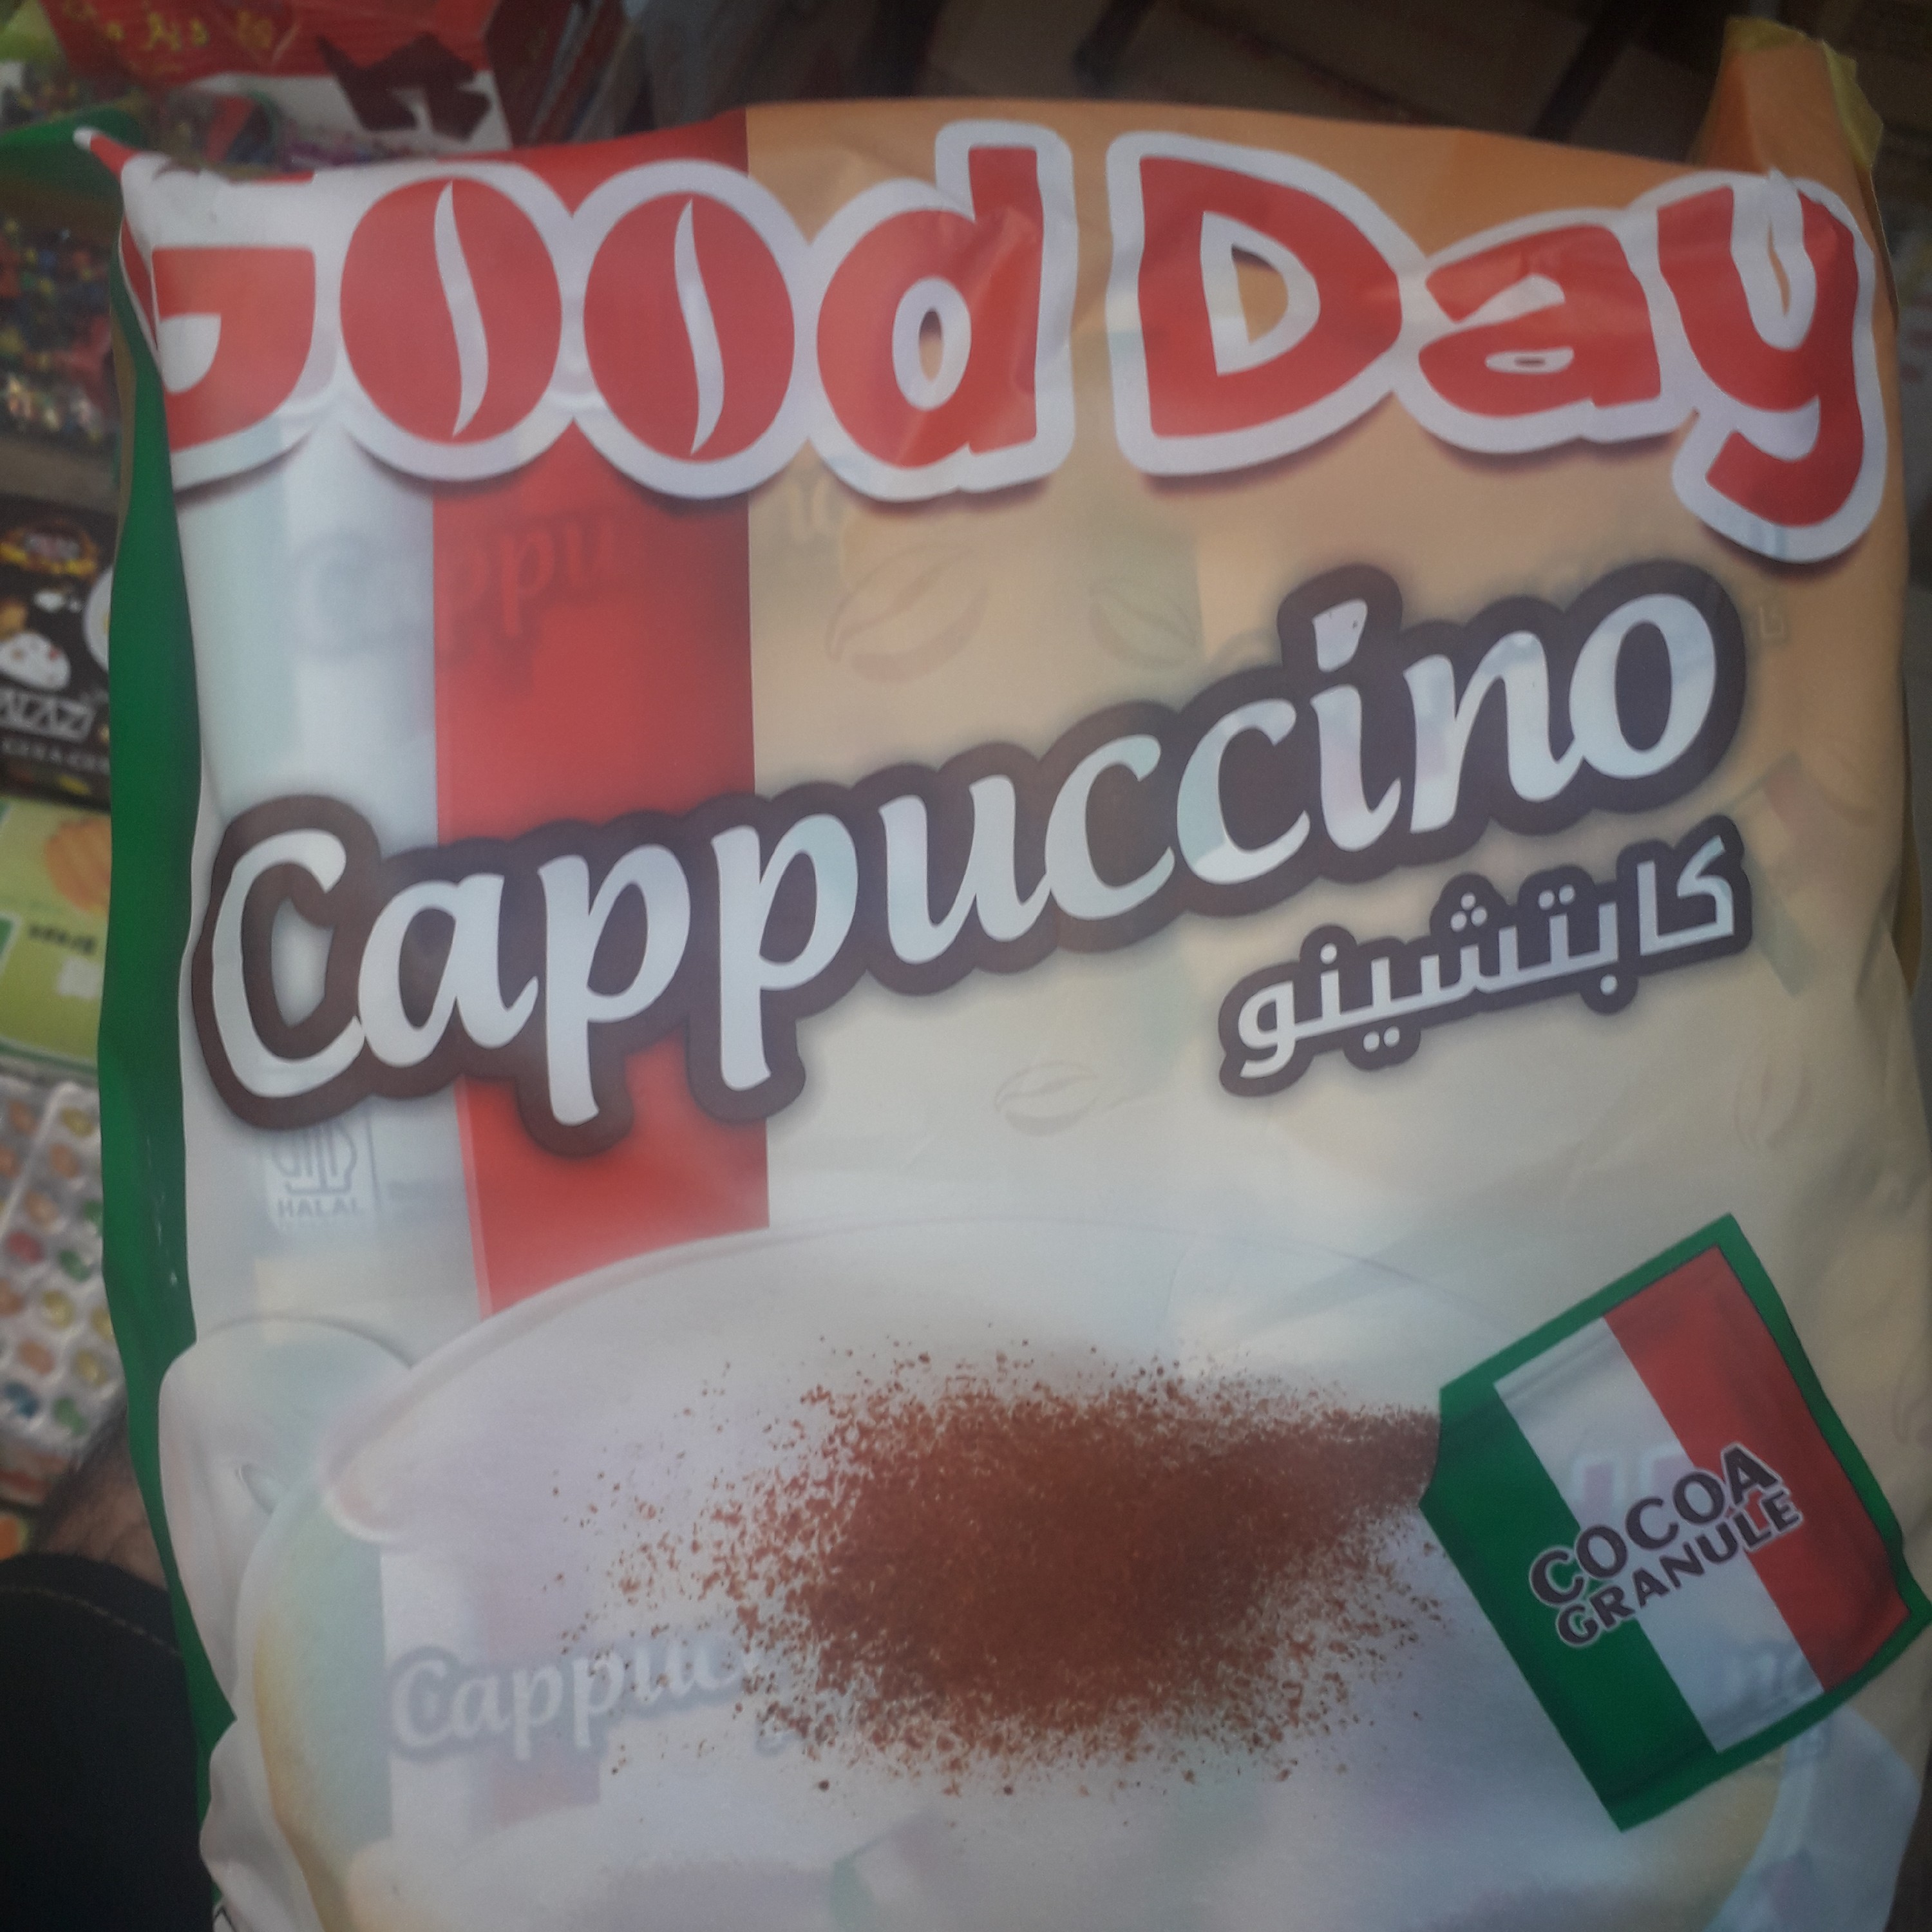 Good Day
Cappuccino
كابتشينو
HALAL
COCOA
GRANULE
Cappuc